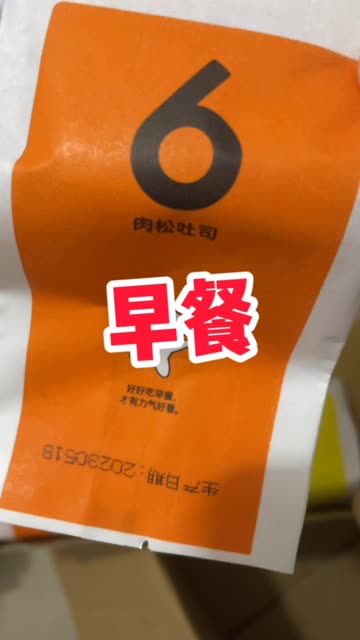 6
肉松吐司
早餐
好好吃早餐,
才有力气好看。
生产日期:20230518